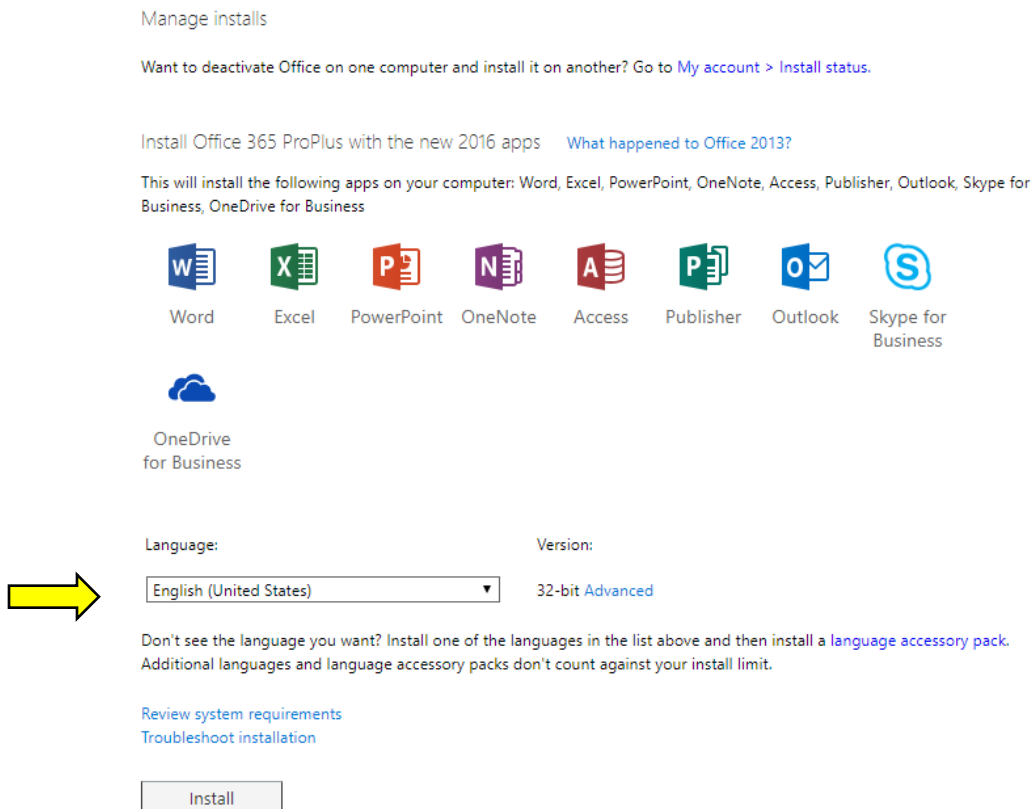 Manage installs
Want to deactivate Office on one computer and install it on another? Go to My account > Install status.
Install Office 365 ProPlus with the new 2016 apps What happened to Office 2013?
This will install the following apps on your computer: Word, Excel, PowerPoint, OneNote, Access, Publisher, Outlook, Skype for
Business, OneDrive for Business
W X P N A P O S
Word Excel PowerPoint OneNote Access Publisher Outlook Skype for
Business
OneDrive
for Business
Language: Version:
English (United States) 32-bit Advanced
Don't see the language you want? Install one of the languages in the list above and then install a language accessory pack.
Additional languages and language accessory packs don't count against your install limit.
Review system requirements
Troubleshoot installation
Install